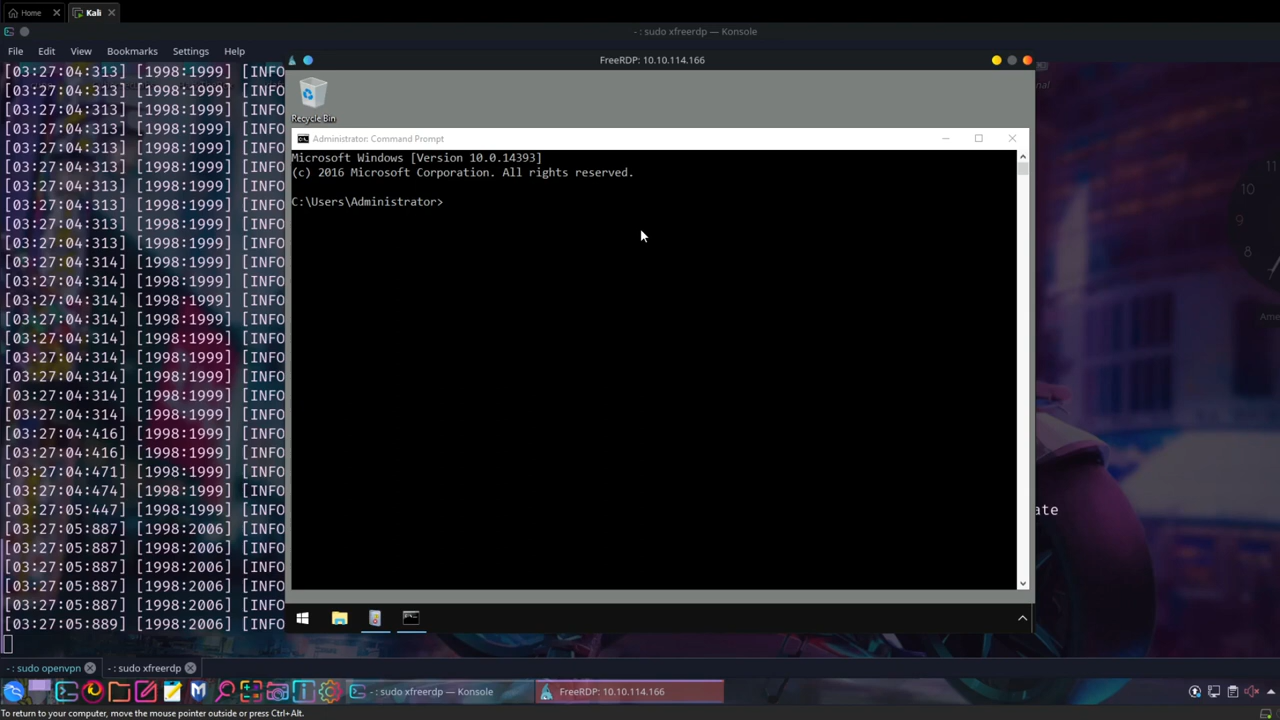 Home
Kali
- : sudo xfreerdp — Konsole
File Edit View Bookmarks Settings Help
FreeRDP: 10.10.114.166
[03:27:04:313] [1998:1999] [INFO
[03:27:04:313] [1998:1999] [INFO
[03:27:04:313] [1998:1999] [INFO
[03:27:04:313] [1998:1999] [INFO
[03:27:04:313] [1998:1999] [INFO
[03:27:04:313] [1998:1999] [INFO
[03:27:04:313] [1998:1999] [INFO
[03:27:04:313] [1998:1999] [INFO
[03:27:04:313] [1998:1999] [INFO
[03:27:04:313] [1998:1999] [INFO
[03:27:04:314] [1998:1999] [INFO
[03:27:04:314] [1998:1999] [INFO
[03:27:04:314] [1998:1999] [INFO
[03:27:04:314] [1998:1999] [INFO
[03:27:04:314] [1998:1999] [INFO
[03:27:04:314] [1998:1999] [INFO
[03:27:04:314] [1998:1999] [INFO
[03:27:04:314] [1998:1999] [INFO
[03:27:04:314] [1998:1999] [INFO
[03:27:04:416] [1998:1999] [INFO
[03:27:04:416] [1998:1999] [INFO
[03:27:04:471] [1998:1999] [INFO
[03:27:04:474] [1998:1999] [INFO
[03:27:05:447] [1998:1999] [INFO
[03:27:05:887] [1998:2006] [INFO
[03:27:05:887] [1998:2006] [INFO
[03:27:05:887] [1998:2006] [INFO
[03:27:05:887] [1998:2006] [INFO
[03:27:05:887] [1998:2006] [INFO
[03:27:05:889] [1998:2006] [INFO
Recycle Bin
Administrator: Command Prompt
Microsoft Windows [Version 10.0.14393]
(c) 2016 Microsoft Corporation. All rights reserved.
C:\Users\Administrator>
nal
11
10
9
8
Ame
ate
- : sudo openvpn
- : sudo xfreerdp
- : sudo xfreerdp — Konsole
FreeRDP: 10.10.114.166
To return to your computer, move the mouse pointer outside or press Ctrl+Alt.